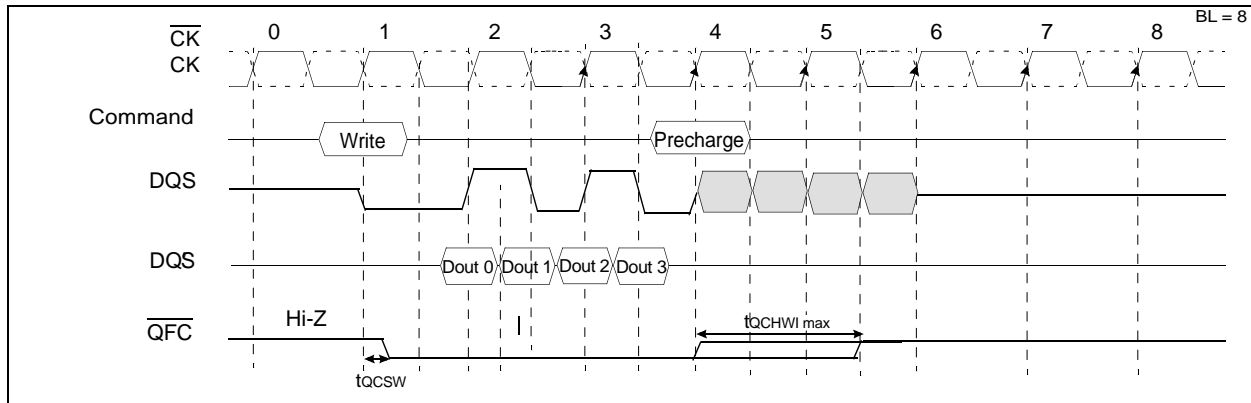 BL = 8
0 1 2 3 4 5 6 7 8
CK
CK
Command
Write
Precharge
DQS
DQS
Dout 0 Dout 1 Dout 2 Dout 3
QFC
Hi-Z
tQCHWI max
tQCSW